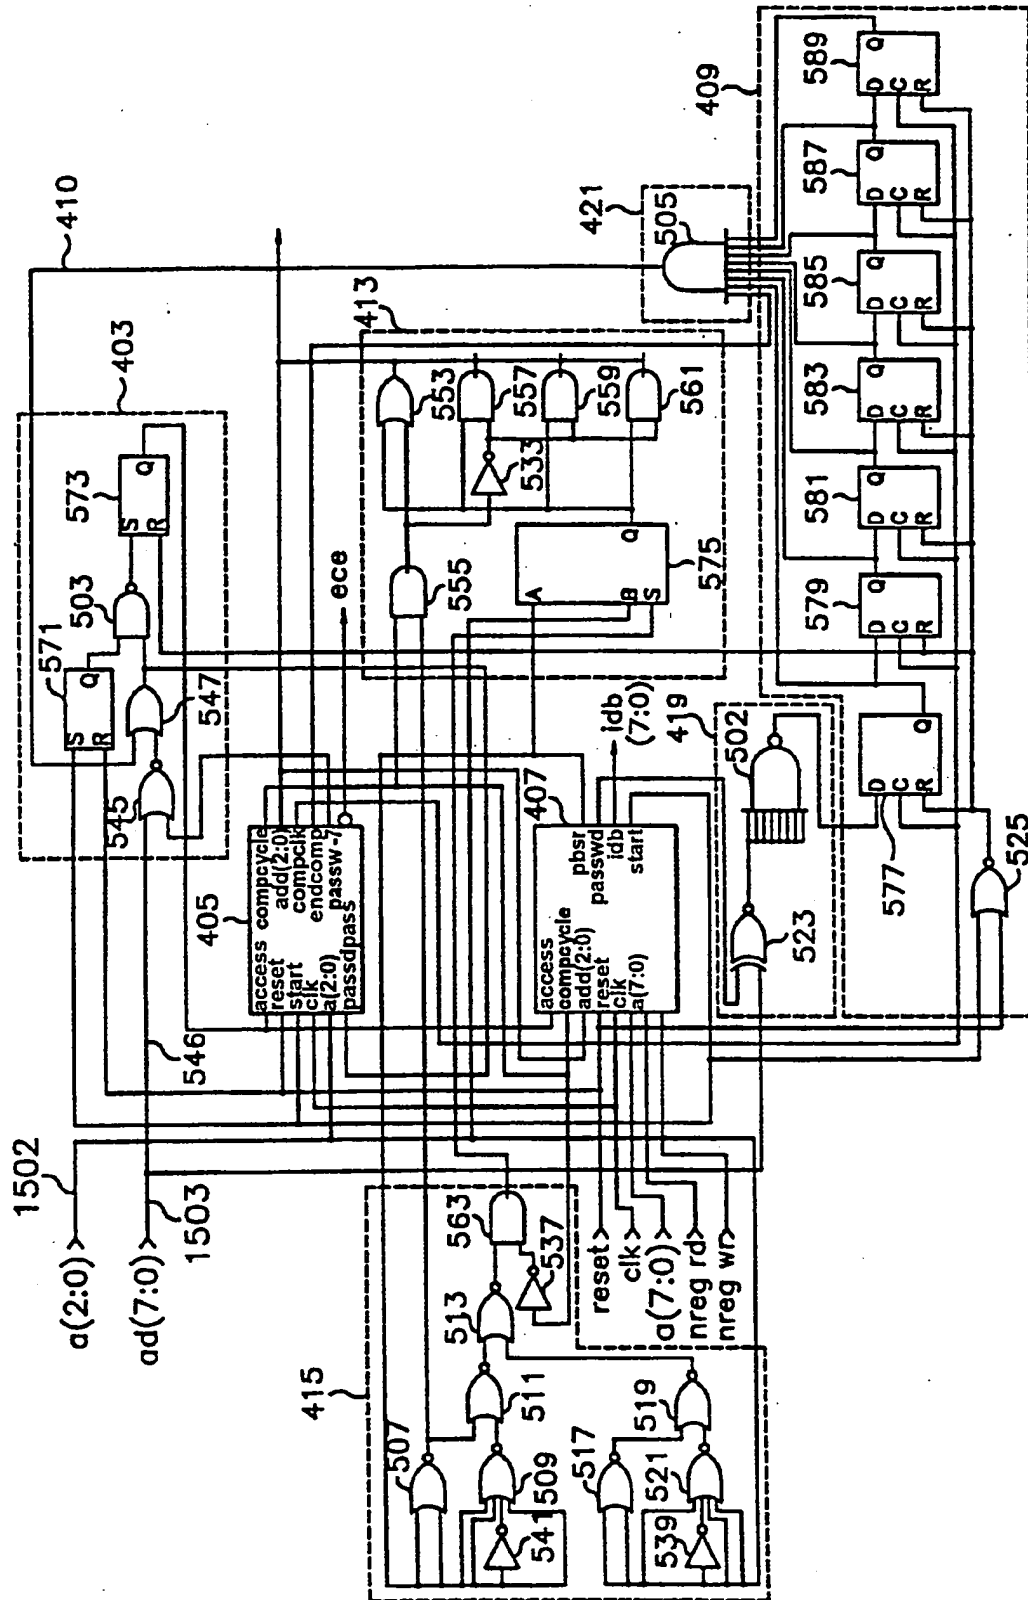 1502
a(2:0)
ad(7:0)
1503
546
403
571
S
Q
R
503
573
S
R
Q
545
547
410
405
access
reset
start
clk
a(2:0)
passdpass
compcycle
add(2:0)
compclk
endcomp
passw-7
ece
413
553
555
557
533
559
561
A
B
S
Q
575
421
505
409
415
507
511
513
563
537
541
509
517
519
521
539
reset
clk
a(7:0)
nreg rd
nreg wr
407
access
compcycle
add(2:0)
reset
clk
a(7:0)
pbsr
passwd
idb
start
idb
(7:0)
419
502
523
525
577
D
C
R
Q
579
D
C
R
Q
581
D
C
R
Q
583
D
C
R
Q
585
D
C
R
Q
587
D
C
R
Q
589
D
C
R
Q